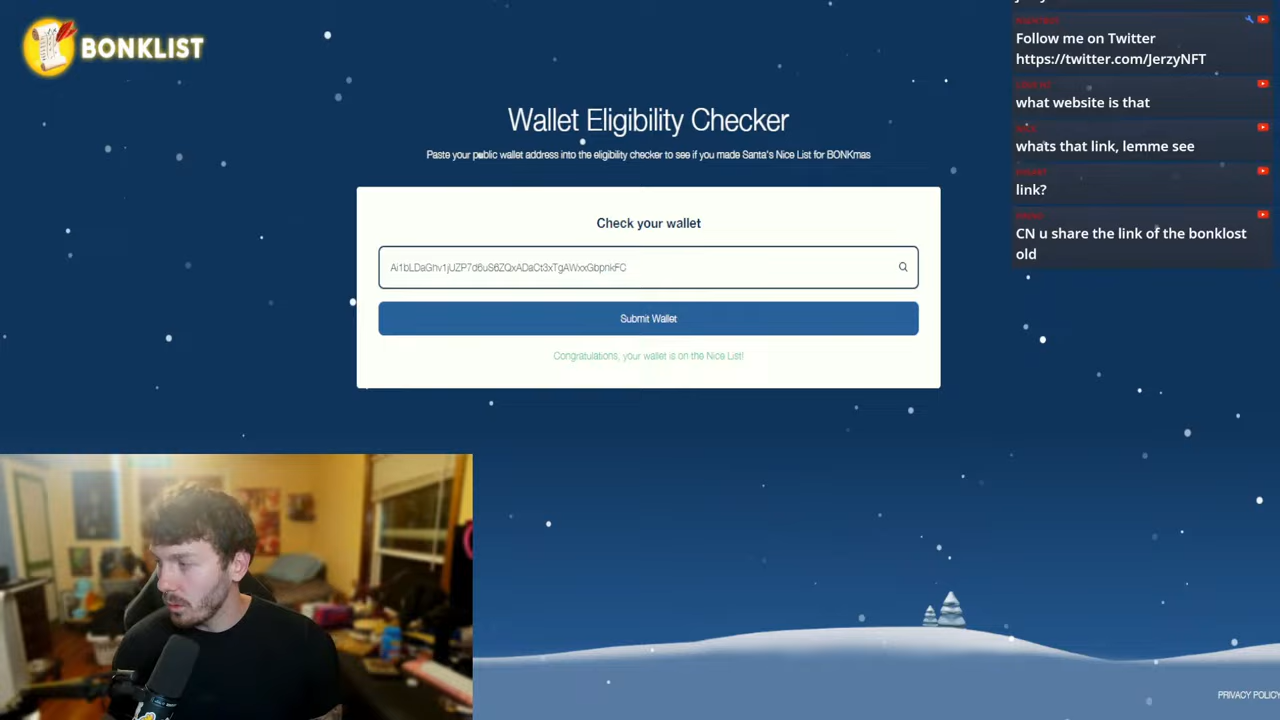 BONKLIST
Wallet Eligibility Checker
Paste your public wallet address into the eligibility checker to see if you made Santa's Nice List for BONKmas
Check your wallet
Submit Wallet
Congratulations, your wallet is on the Nice List!
Follow me on Twitter
https://twitter.com/JerzyNFT
what website is that
whats that link, lemme see
link?
CN u share the link of the bonklost
old
PRIVACY POLICY